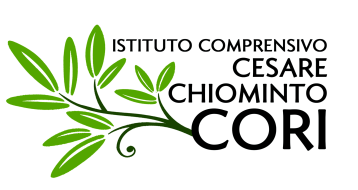 ISTITUTO COMPRENSIVO
CESARE
CHIOMINTO
CORI